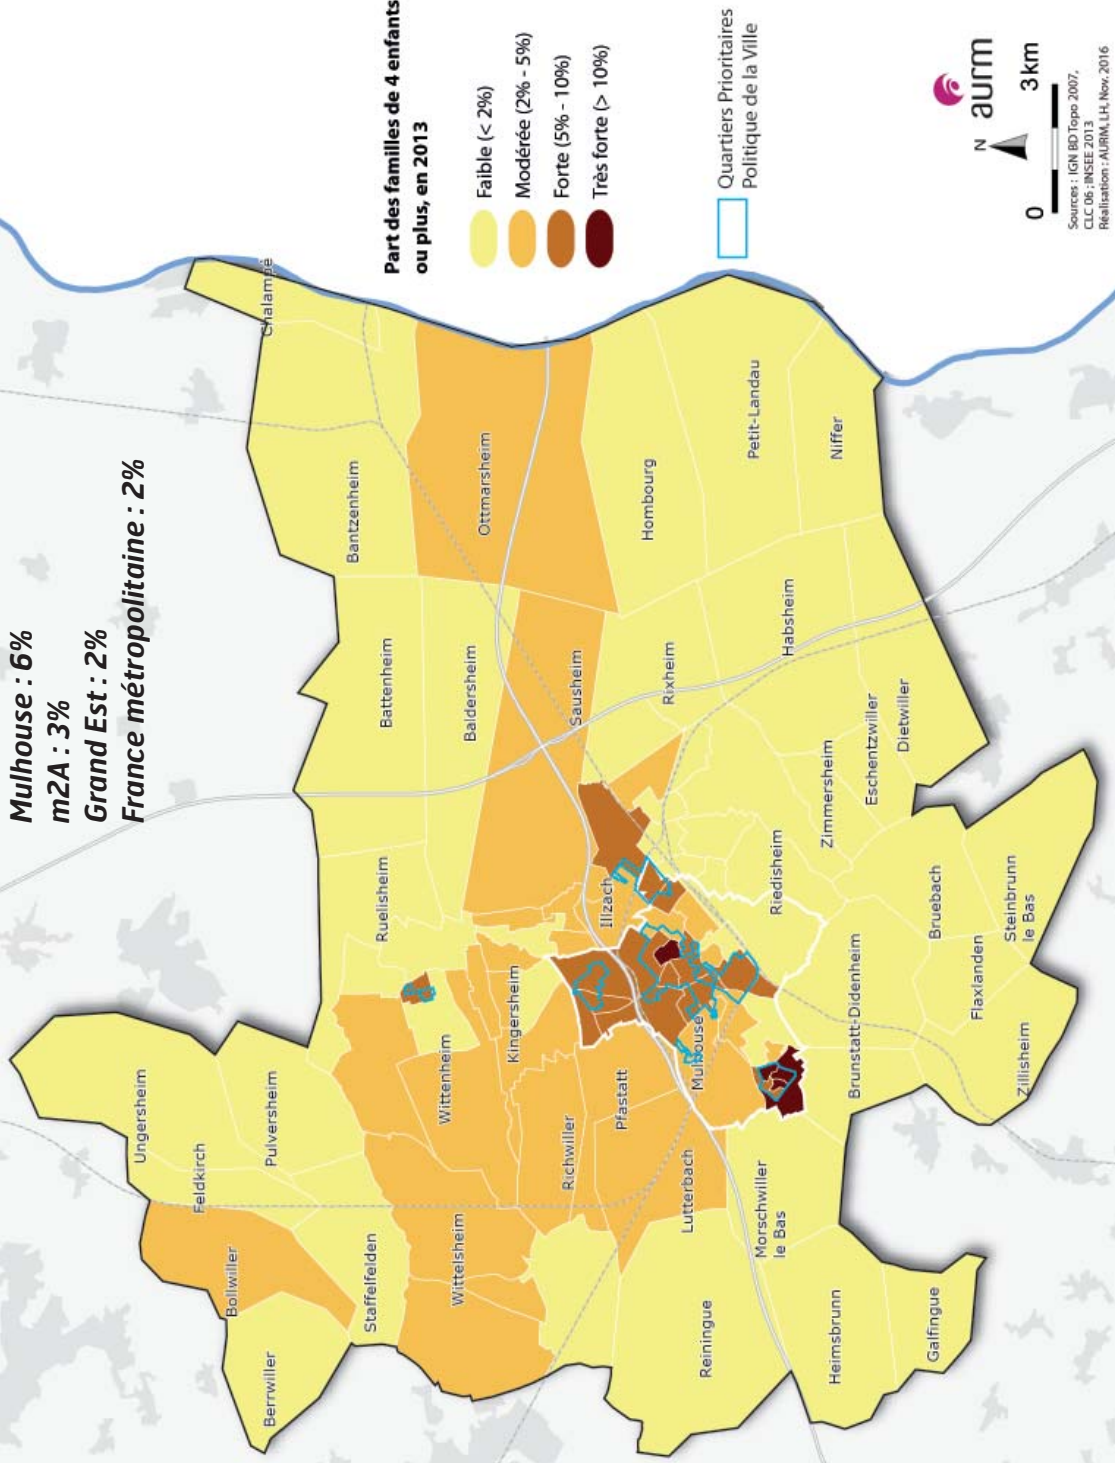 Mulhouse : 6%
m2A : 3%
Grand Est : 2%
France métropolitaine : 2%
Part des familles de 4 enfants
ou plus, en 2013
Faible (< 2%)
Modérée (2% - 5%)
Forte (5% - 10%)
Très forte (> 10%)
Quartiers Prioritaires
Politique de la Ville
N
aurm
0
3km
Sources : IGN BD Topo 2007,
CLC 06 ; INSEE 2013
Réalisation : AURM, LH, Nov. 2016
Chalampé
Bantzenheim
Ottmarsheim
Hombourg
Petit-Landau
Niffer
Battenheim
Baldersheim
Sausheim
Rixheim
Habsheim
Ruelisheim
Illzach
Riedisheim
Zimmersheim
Eschentzwiller
Dietwiller
Ungersheim
Feldkirch
Pulversheim
Wittenheim
Kingersheim
Richwiller
Pfastatt
Mulhouse
Lutterbach
Brunstatt-Didenheim
Bruebach
Flaxlanden
Steinbrunn
le Bas
Zillisheim
Bollwiller
Berrwiller
Staffelfelden
Wittelsheim
Reiningue
Morschwiller
le Bas
Heimsbrunn
Galfingue